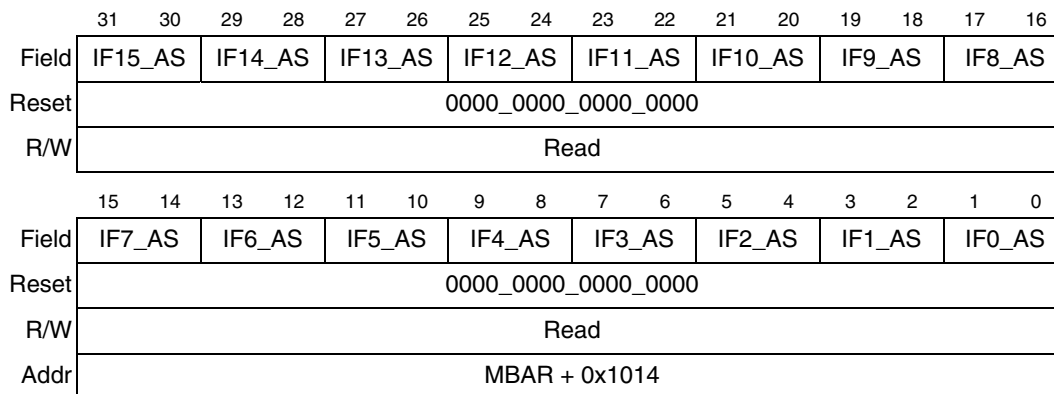 31 30 29 28 27 26 25 24 23 22 21 20 19 18 17 16
Field IF15_AS IF14_AS IF13_AS IF12_AS IF11_AS IF10_AS IF9_AS IF8_AS
Reset 0000_0000_0000_0000
R/W Read
15 14 13 12 11 10 9 8 7 6 5 4 3 2 1 0
Field IF7_AS IF6_AS IF5_AS IF4_AS IF3_AS IF2_AS IF1_AS IF0_AS
Reset 0000_0000_0000_0000
R/W Read
Addr MBAR + 0x1014